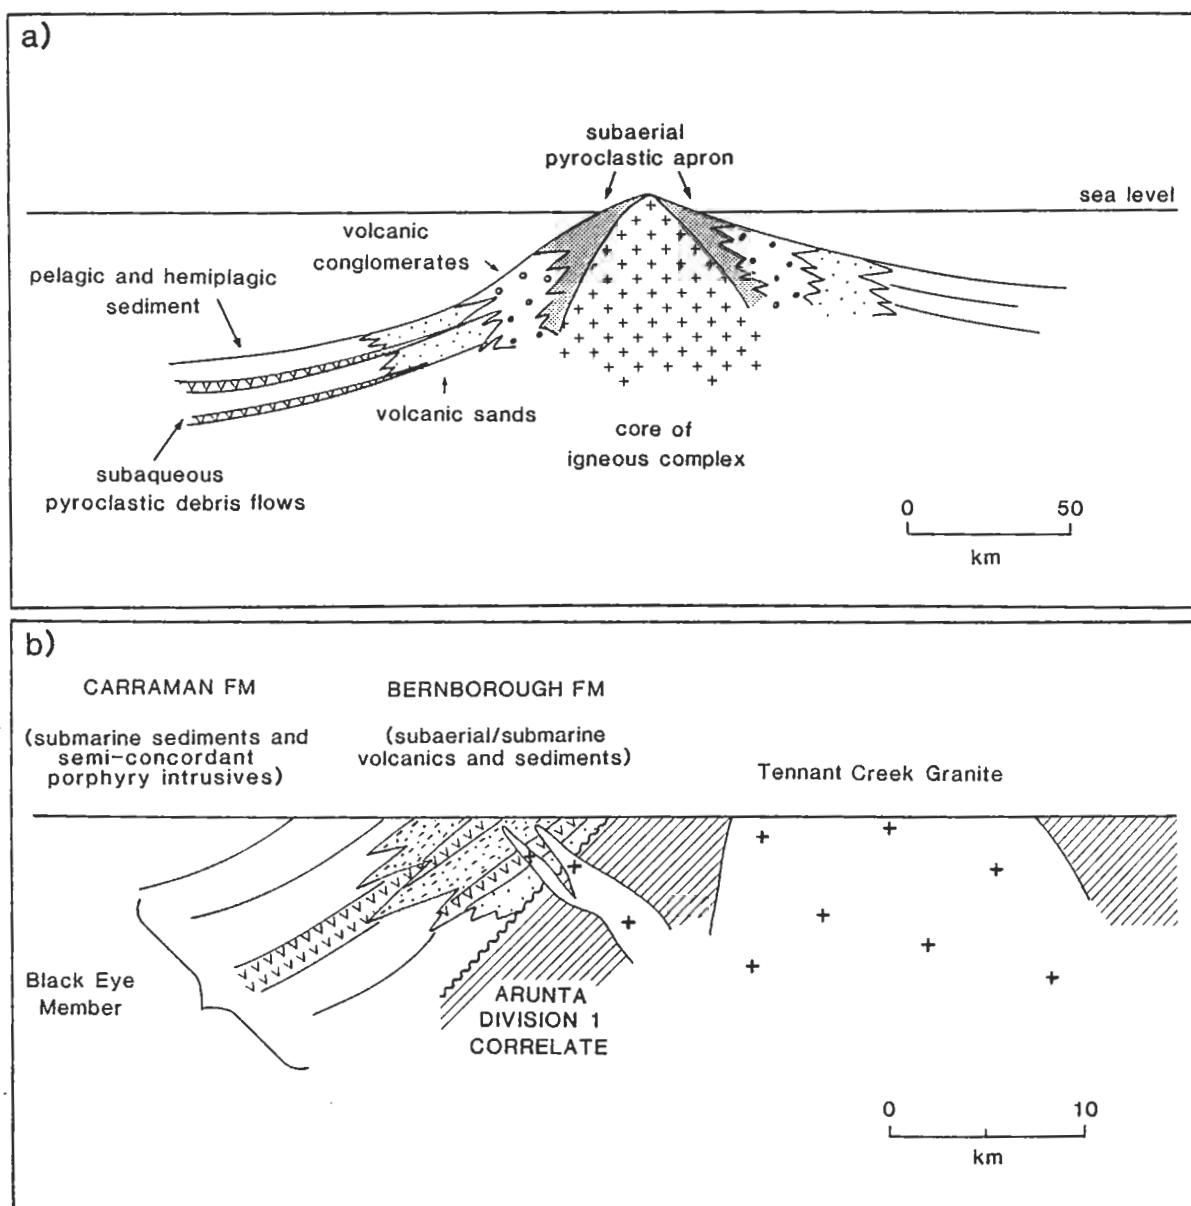 a)
subaerial
pyroclastic apron
sea level
volcanic
conglomerates
pelagic and hemiplagic
sediment
volcanic sands
core of
igneous complex
subaqueous
pyroclastic debris flows
0 50
km
b)
CARRAMAN FM
(submarine sediments and
semi-concordant
porphyry intrusives)
BERNBOROUGH FM
(subaerial/submarine
volcanics and sediments)
Tennant Creek Granite
Black Eye
Member
ARUNTA
DIVISION 1
CORRELATE
0 10
km